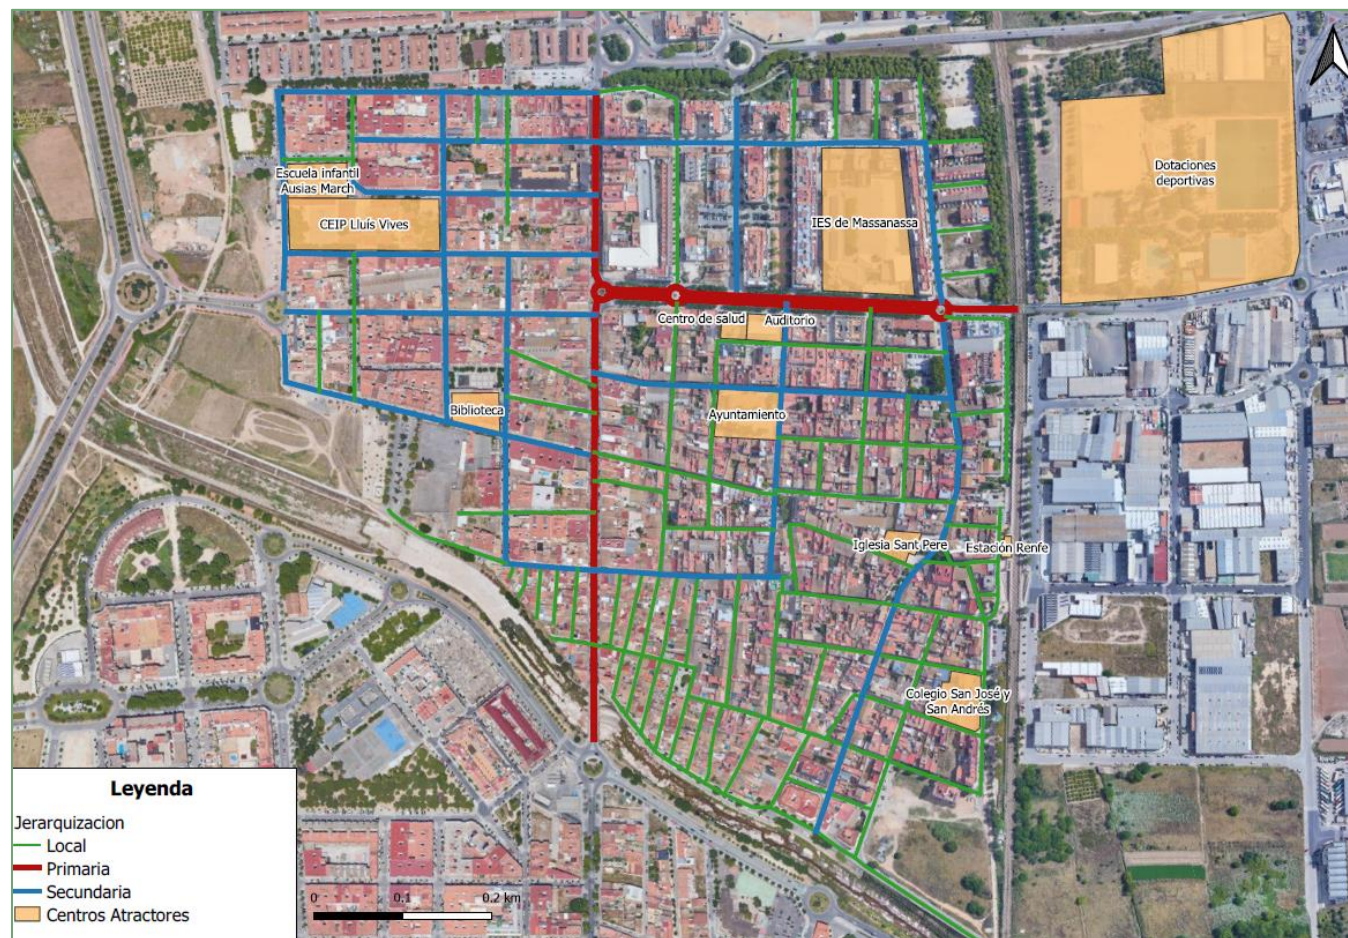 Dotaciones
deportivas
Escuela infantil
Ausias March
CEIP Lluís Vives
IES de Massanassa
Centro de salud
Auditorio
Biblioteca
Ayuntamiento
Iglesia Sant Pere
Estación Renfe
Colegio San José y
San Andrés
Leyenda
Jerarquizacion
Local
Primaria
Secundaria
Centros Atractores
0 0.1 0.2 km